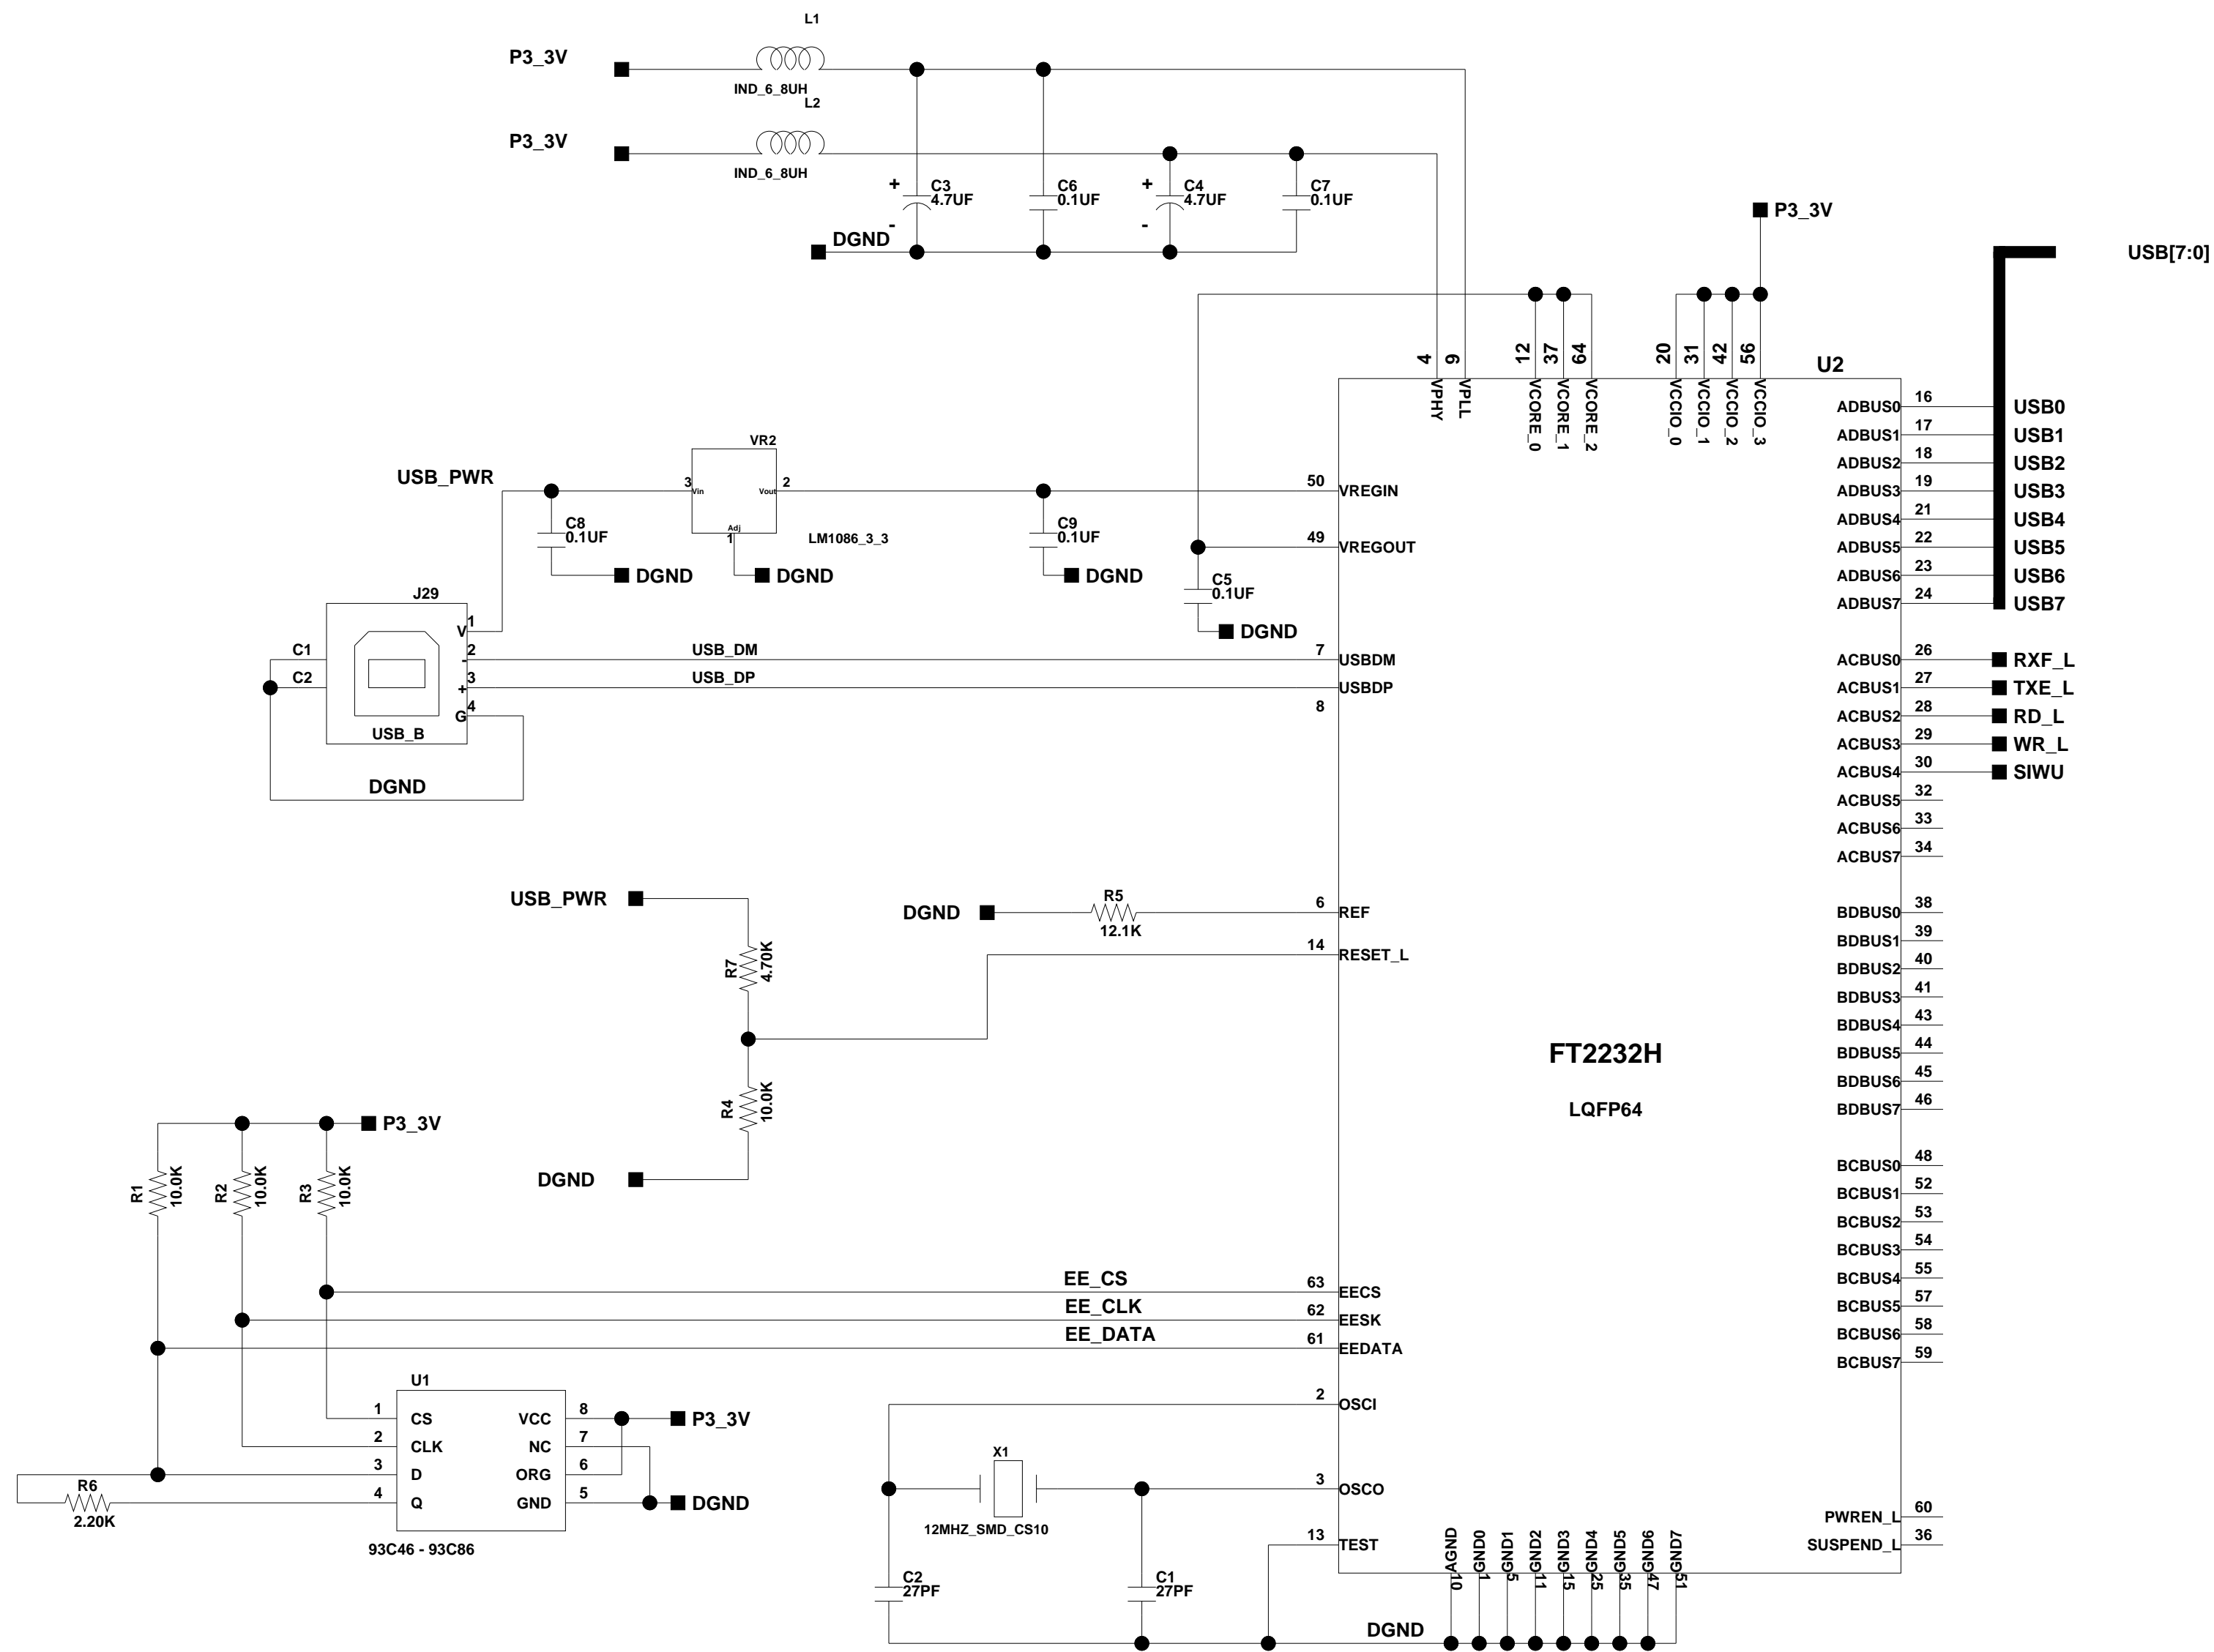 L1
P3_3V
IND_6_8UH
L2
P3_3V
IND_6_8UH
+ C3
4.7UF
-
C6
0.1UF
+ C4
4.7UF
-
C7
0.1UF
DGND
P3_3V
USB[7:0]
4 9 12 37 64 20 31 42 56
U2
VPHY VPLL VCORE_0 VCORE_1 VCORE_2 VCCIO_0 VCCIO_1 VCCIO_2 VCCIO_3
ADBUS0 16 USB0
ADBUS1 17 USB1
ADBUS2 18 USB2
ADBUS3 19 USB3
ADBUS4 21 USB4
ADBUS5 22 USB5
ADBUS6 23 USB6
ADBUS7 24 USB7
ACBUS0 26 RXF_L
ACBUS1 27 TXE_L
ACBUS2 28 RD_L
ACBUS3 29 WR_L
ACBUS4 30 SIWU
ACBUS5 32
ACBUS6 33
ACBUS7 34
BDBUS0 38
BDBUS1 39
BDBUS2 40
BDBUS3 41
BDBUS4 43
BDBUS5 44
BDBUS6 45
BDBUS7 46
BCBUS0 48
BCBUS1 52
BCBUS2 53
BCBUS3 54
BCBUS4 55
BCBUS5 57
BCBUS6 58
BCBUS7 59
PWREN_L 60
SUSPEND_L 36
FT2232H
LQFP64
VR2
USB_PWR
3 Vin Vout 2
Adj
1
LM1086_3_3
C8
0.1UF
DGND
DGND
C9
0.1UF
DGND
50 VREGIN
49 VREGOUT
C5
0.1UF
DGND
J29
V 1
- 2
+ 3
G 4
C1
C2
USB_B
DGND
USB_DM 7 USBDM
USB_DP USBDP
8
USB_PWR
R7
4.70K
R4
10.0K
DGND
DGND
R5
12.1K
6 REF
14 RESET_L
P3_3V
R1
10.0K
R2
10.0K
R3
10.0K
EE_CS 63 EECS
EE_CLK 62 EESK
EE_DATA 61 EEDATA
U1
1 CS VCC 8 P3_3V
2 CLK NC 7
3 D ORG 6
4 Q GND 5 DGND
R6
2.20K
93C46 - 93C86
2 OSCI
X1
12MHZ_SMD_CS10
3 OSCO
13 TEST
C2
27PF
C1
27PF
AGND GND0 GND1 GND2 GND3 GND4 GND5 GND6 GND7
10 1 5 11 15 25 35 47 51
DGND